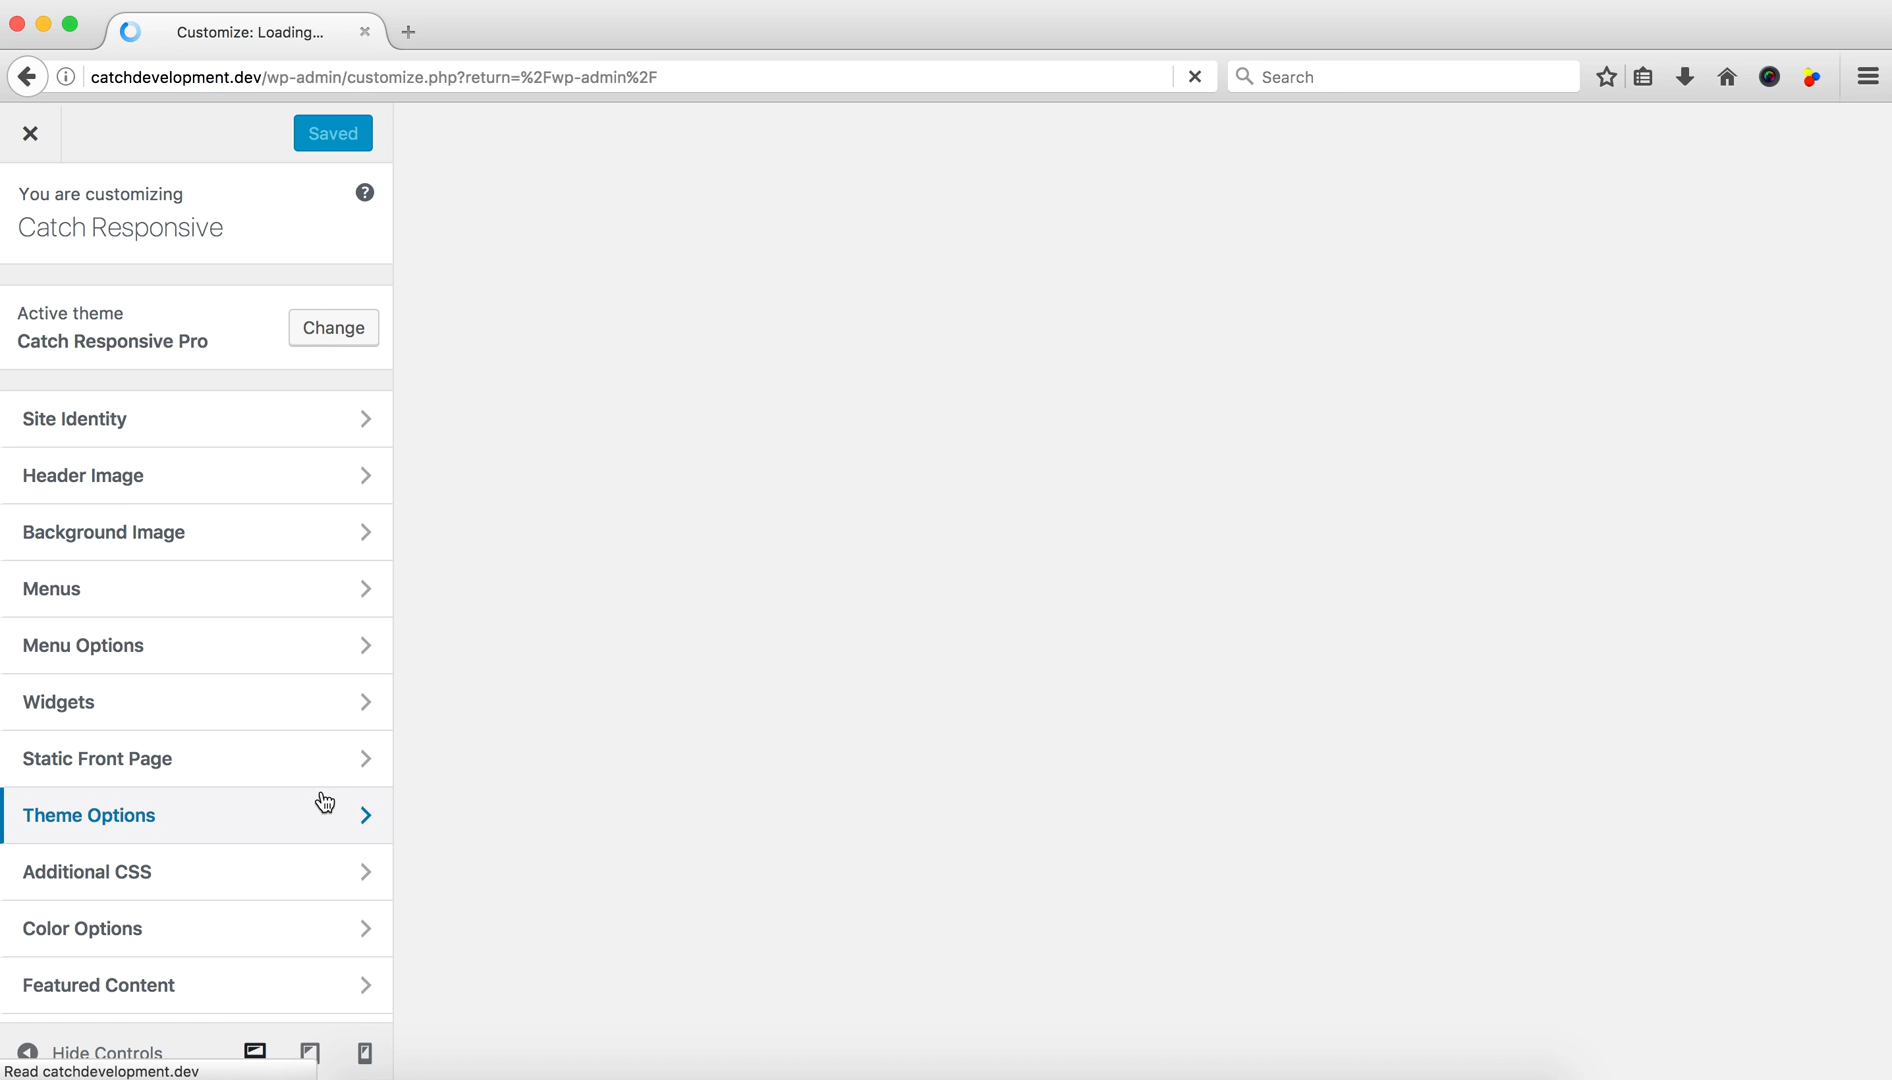 Customize: Loading...
catchdevelopment.dev/wp-admin/customize.php?return=%2Fwp-admin%2F
Search
Saved
You are customizing
Catch Responsive
Active theme
Catch Responsive Pro
Change
Site Identity
Header Image
Background Image
Menus
Menu Options
Widgets
Static Front Page
Theme Options
Additional CSS
Color Options
Featured Content
Hide Controls
Read catchdevelopment.dev